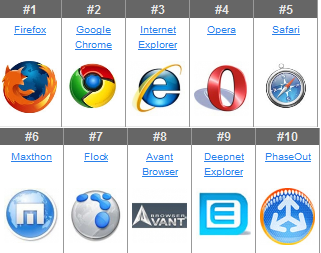 #1 #2 #3 #4 #5
Firefox Google Chrome Internet Explorer Opera Safari
#6 #7 #8 #9 #10
Maxthon Flock Avant Browser Deepnet Explorer PhaseOut
BROWSER
AVANT